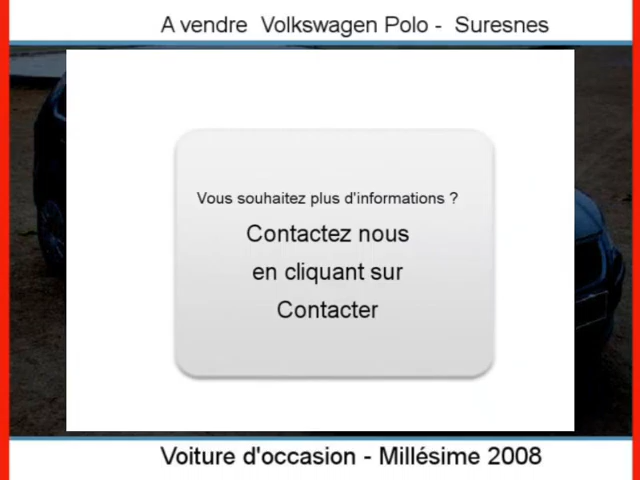 A vendre Volkswagen Polo - Suresnes
Vous souhaitez plus d'informations ?
Contactez nous
en cliquant sur
Contacter
Voiture d'occasion - Millésime 2008